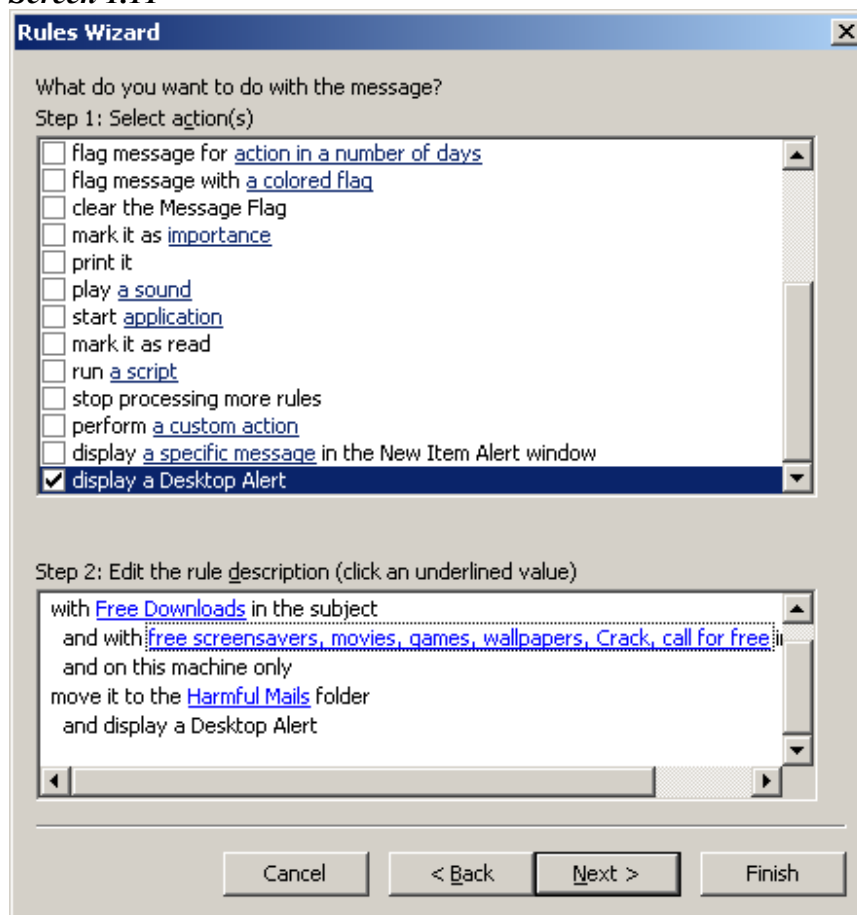 Rules Wizard
What do you want to do with the message?
Step 1: Select action(s)
flag message for action in a number of days
flag message with a colored flag
clear the Message Flag
mark it as importance
print it
play a sound
start application
mark it as read
run a script
stop processing more rules
perform a custom action
display a specific message in the New Item Alert window
display a Desktop Alert
Step 2: Edit the rule description (click an underlined value)
with Free Downloads in the subject
and with free screensavers, movies, games, wallpapers, Crack, call for free
and on this machine only
move it to the Harmful Mails folder
and display a Desktop Alert
Cancel < Back Next > Finish